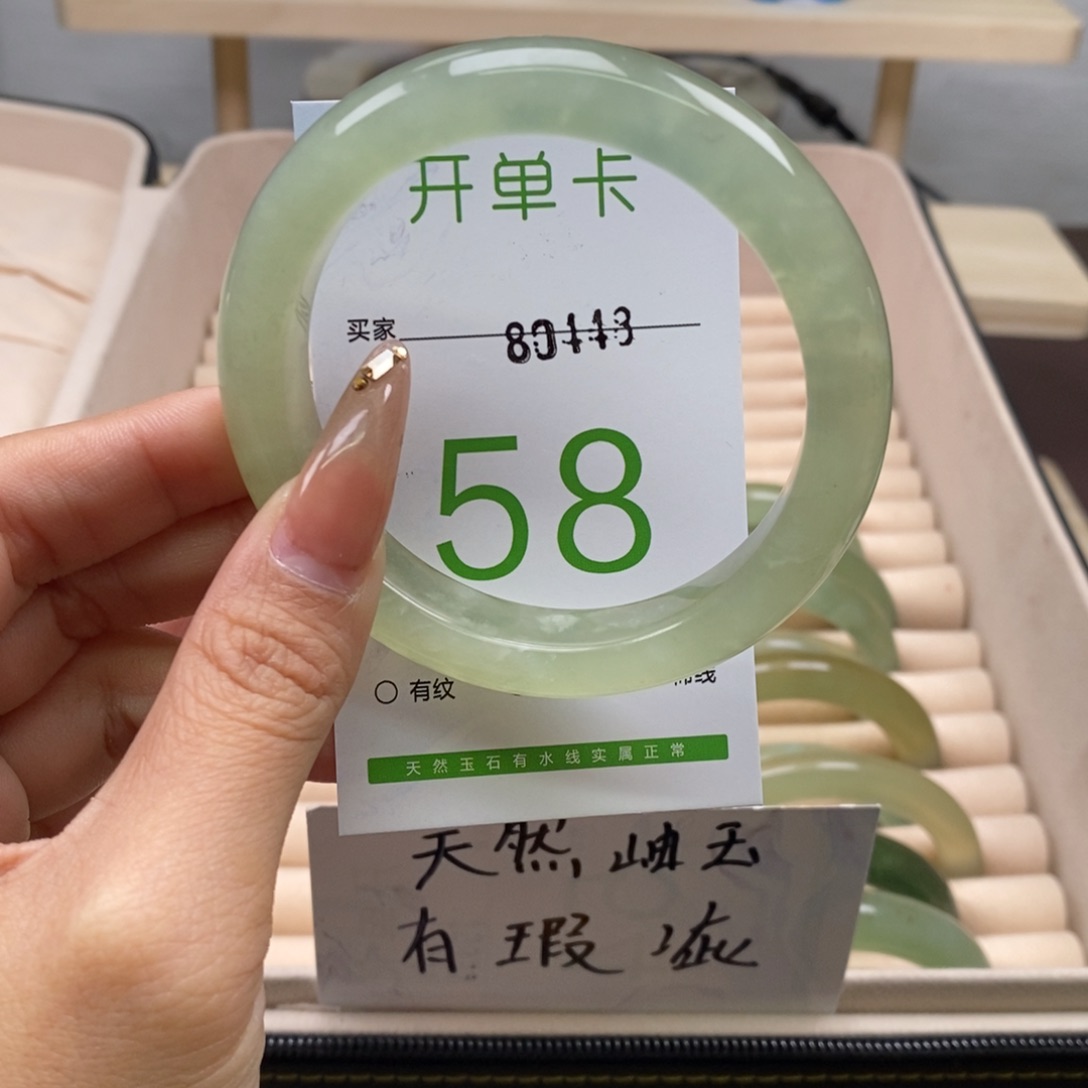 开单卡
买家 80113
58
有纹
天然玉石有水线实属正常
天然岫玉
有瑕疵